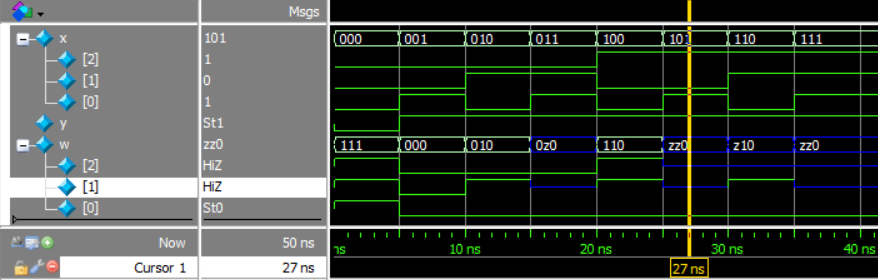 Msgs
x 101 000 001 010 011 100 101 110 111
[2] 1
[1] 0
[0] 1
y St1
w zz0 111 000 010 0z0 110 zz0 z10 zz0
[2] HiZ
[1] HiZ
[0] St0
Now 50 ns ns 10 ns 20 ns 30 ns 40 ns
Cursor 1 27 ns 27 ns